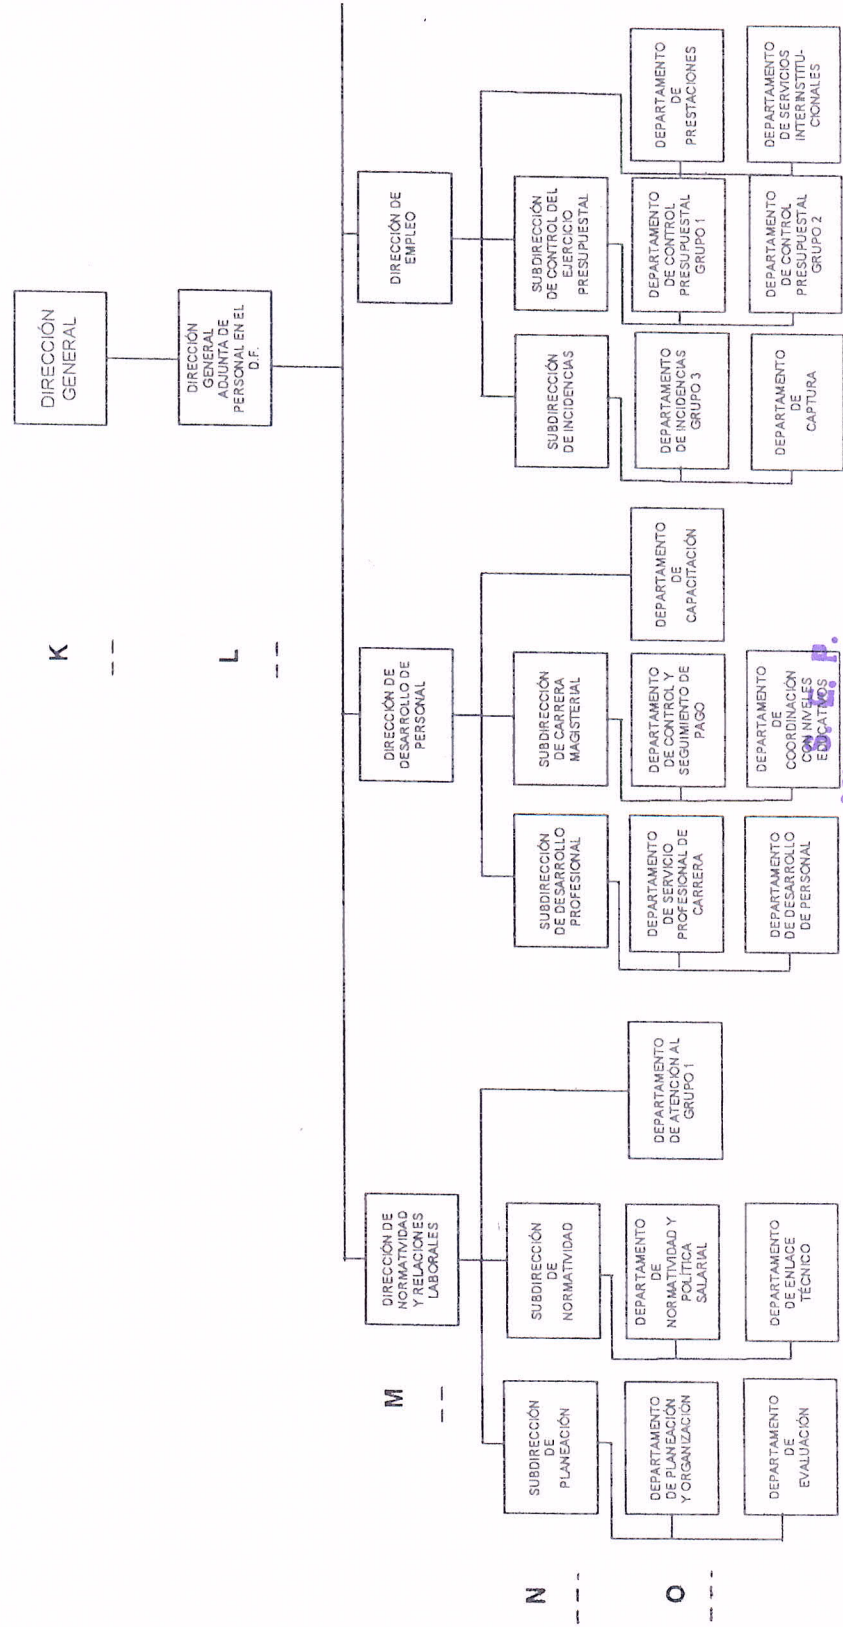 K
DIRECCIÓN
GENERAL
L
DIRECCIÓN
GENERAL
ADJUNTA DE
PERSONAL EN EL
D.F.
M
DIRECCIÓN DE
NORMATIVIDAD
Y RELACIONES
LABORALES
DIRECCIÓN DE
DESARROLLO DE
PERSONAL
DIRECCIÓN DE
EMPLEO
N
SUBDIRECCIÓN
DE
PLANEACIÓN
SUBDIRECCIÓN
DE
NORMATIVIDAD
SUBDIRECCIÓN
DE DESARROLLO
PROFESIONAL
SUBDIRECCIÓN
DE CARRERA
MAGISTERIAL
SUBDIRECCIÓN
DE INCIDENCIAS
SUBDIRECCIÓN
DE CONTROL DEL
EJERCICIO
PRESUPUESTAL
O
DEPARTAMENTO
DE PLANEACIÓN
Y ORGANIZACIÓN
DEPARTAMENTO
DE
NORMATIVIDAD Y
POLÍTICA
SALARIAL
DEPARTAMENTO
DE ATENCIÓN AL
GRUPO 1
DEPARTAMENTO
DE SERVICIO
PROFESIONAL DE
CARRERA
DEPARTAMENTO
DE CONTROL Y
SEGUIMIENTO DE
PAGO
DEPARTAMENTO
DE
CAPACITACIÓN
DEPARTAMENTO
DE INCIDENCIAS
GRUPO 3
DEPARTAMENTO
DE CONTROL
PRESUPUESTAL
GRUPO 1
DEPARTAMENTO
DE
PRESTACIONES
DEPARTAMENTO
DE
EVALUACIÓN
DEPARTAMENTO
DE ENLACE
TÉCNICO
DEPARTAMENTO
DE DESARROLLO
DE PERSONAL
DEPARTAMENTO
DE
COORDINACIÓN
CON NIVELES
EDUCATIVOS
DEPARTAMENTO
DE
CAPTURA
DEPARTAMENTO
DE CONTROL
PRESUPUESTAL
GRUPO 2
DEPARTAMENTO
DE SERVICIOS
INTERINSTITU-
CIONALES
S. E. P.